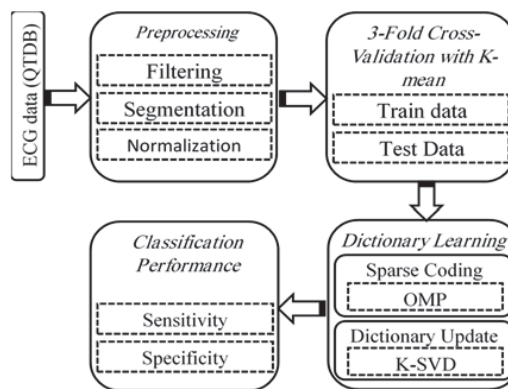 ECG data (QTDB)
Preprocessing
Filtering
Segmentation
Normalization
3-Fold Cross-
Validation with K-
mean
Train data
Test Data
Dictionary Learning
Sparse Coding
OMP
Dictionary Update
K-SVD
Classification
Performance
Sensitivity
Specificity